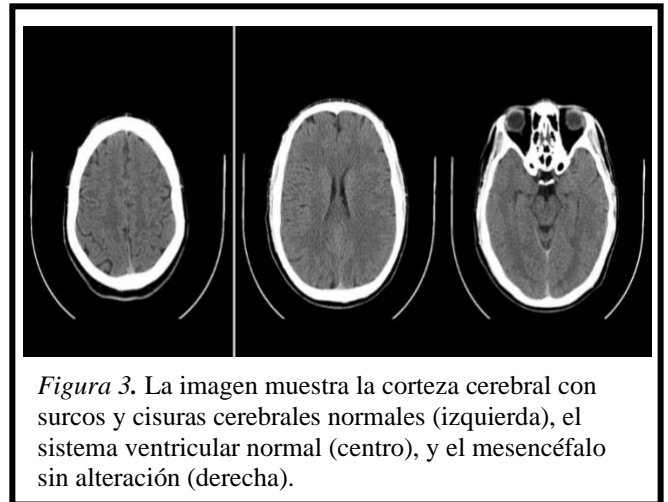 Figura 3. La imagen muestra la corteza cerebral con
surcos y cisuras cerebrales normales (izquierda), el
sistema ventricular normal (centro), y el mesencéfalo
sin alteración (derecha).